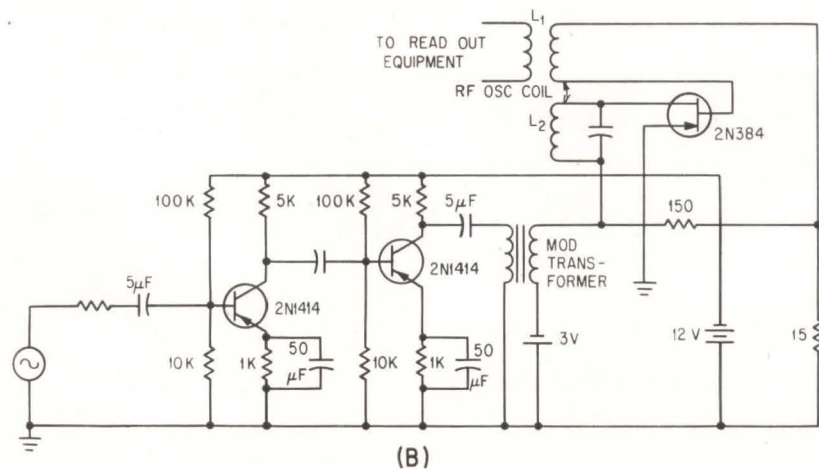 TO READ OUT
EQUIPMENT
L1
RF OSC COIL
L2
2N384
100K
5K
100K
5K
5µF
150
MOD
TRANS-
FORMER
5µF
2N1414
2N1414
10K
1K
50
µF
10K
1K
50
µF
3V
12 V
15
(B)